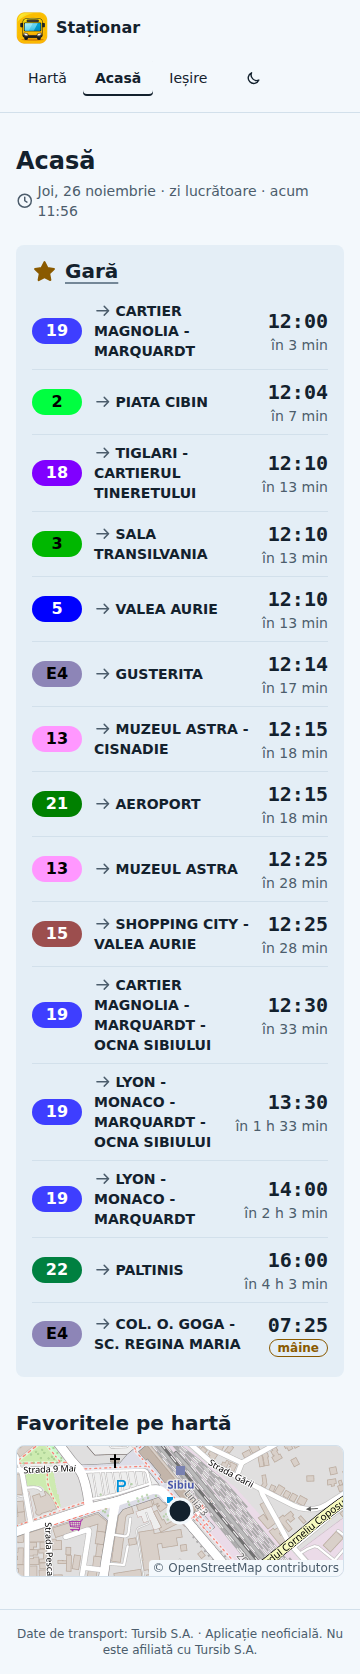 Staționar
Hartă Acasă Ieșire
Acasă
Joi, 26 noiembrie · zi lucrătoare · acum
11:56
Gară
19 → CARTIER
MAGNOLIA -
MARQUARDT
12:00
în 3 min
2 → PIATA CIBIN
12:04
în 7 min
18 → TIGLARI -
CARTIERUL
TINERETULUI
12:10
în 13 min
3 → SALA
TRANSILVANIA
12:10
în 13 min
5 → VALEA AURIE
12:10
în 13 min
E4 → GUSTERITA
12:14
în 17 min
13 → MUZEUL ASTRA -
CISNADIE
12:15
în 18 min
21 → AEROPORT
12:15
în 18 min
13 → MUZEUL ASTRA
12:25
în 28 min
15 → SHOPPING CITY -
VALEA AURIE
12:25
în 28 min
19 → CARTIER
MAGNOLIA -
MARQUARDT -
OCNA SIBIULUI
12:30
în 33 min
19 → LYON -
MONACO -
MARQUARDT -
OCNA SIBIULUI
13:30
în 1 h 33 min
19 → LYON -
MONACO -
MARQUARDT
14:00
în 2 h 3 min
22 → PALTINIS
16:00
în 4 h 3 min
E4 → COL. O. GOGA -
SC. REGINA MARIA
07:25
mâine
Favoritele pe hartă
Strada 9 Mai
P
Sibiu
Strada Gării
Strada Pesca
dul Corneliu Coposu
© OpenStreetMap contributors
Date de transport: Tursib S.A. · Aplicație neoficială. Nu
este afiliată cu Tursib S.A.